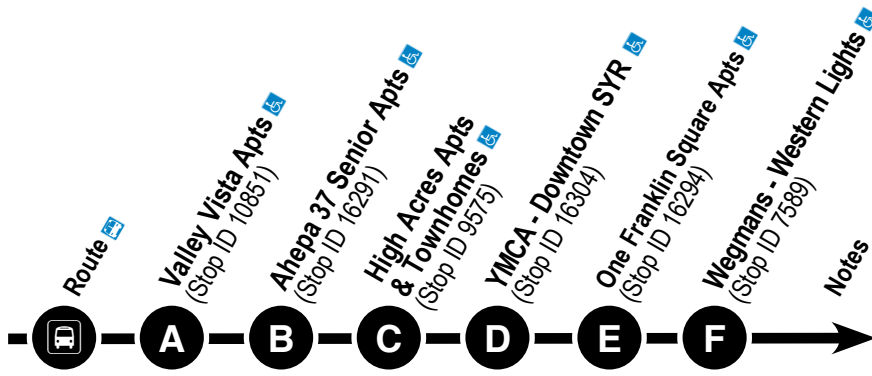 Route
Valley Vista Apts
(Stop ID 10851)
Ahepa 37 Senior Apts
(Stop ID 16291)
High Acres Apts
& Townhomes
(Stop ID 9575)
YMCA - Downtown SYR
(Stop ID 16304)
One Franklin Square Apts
(Stop ID 16294)
Wegmans - Western Lights
(Stop ID 7589)
Notes
A B C D E F